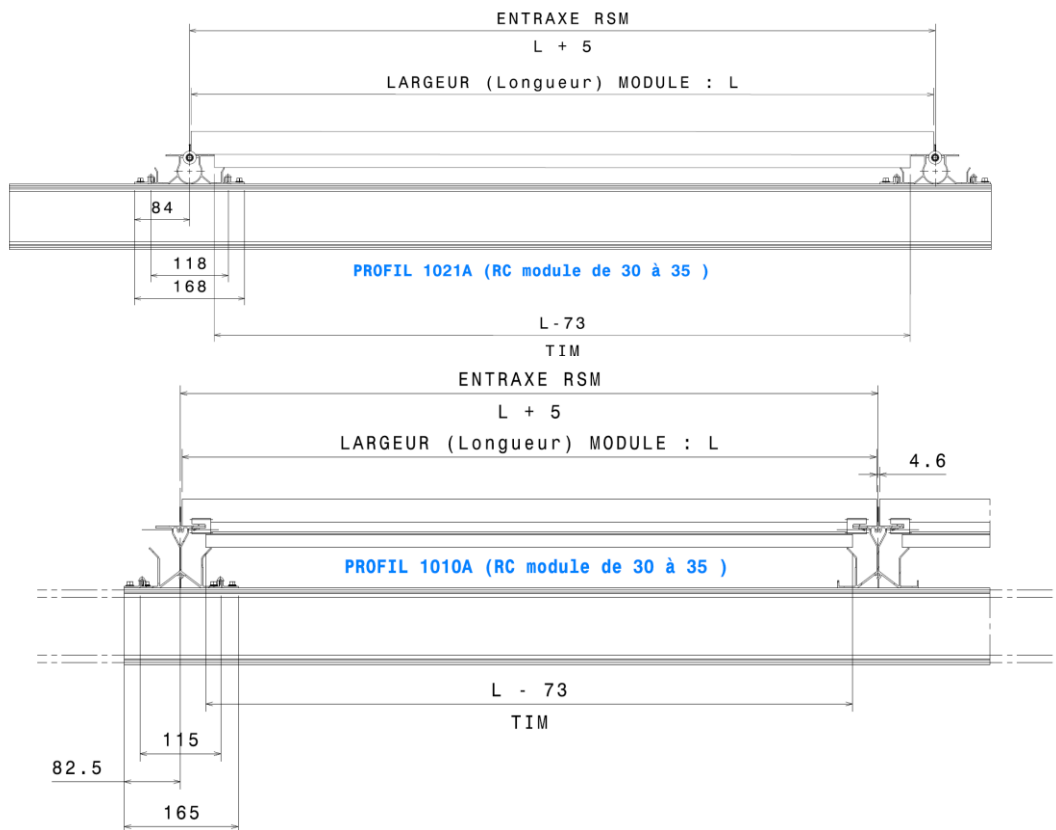 ENTRAXE RSM
L + 5
LARGEUR (Longueur) MODULE : L
84
118
168
PROFIL 1021A (RC module de 30 à 35 )
L-73
TIM
ENTRAXE RSM
L + 5
LARGEUR (Longueur) MODULE : L
4.6
PROFIL 1010A (RC module de 30 à 35 )
L - 73
TIM
115
82.5
165